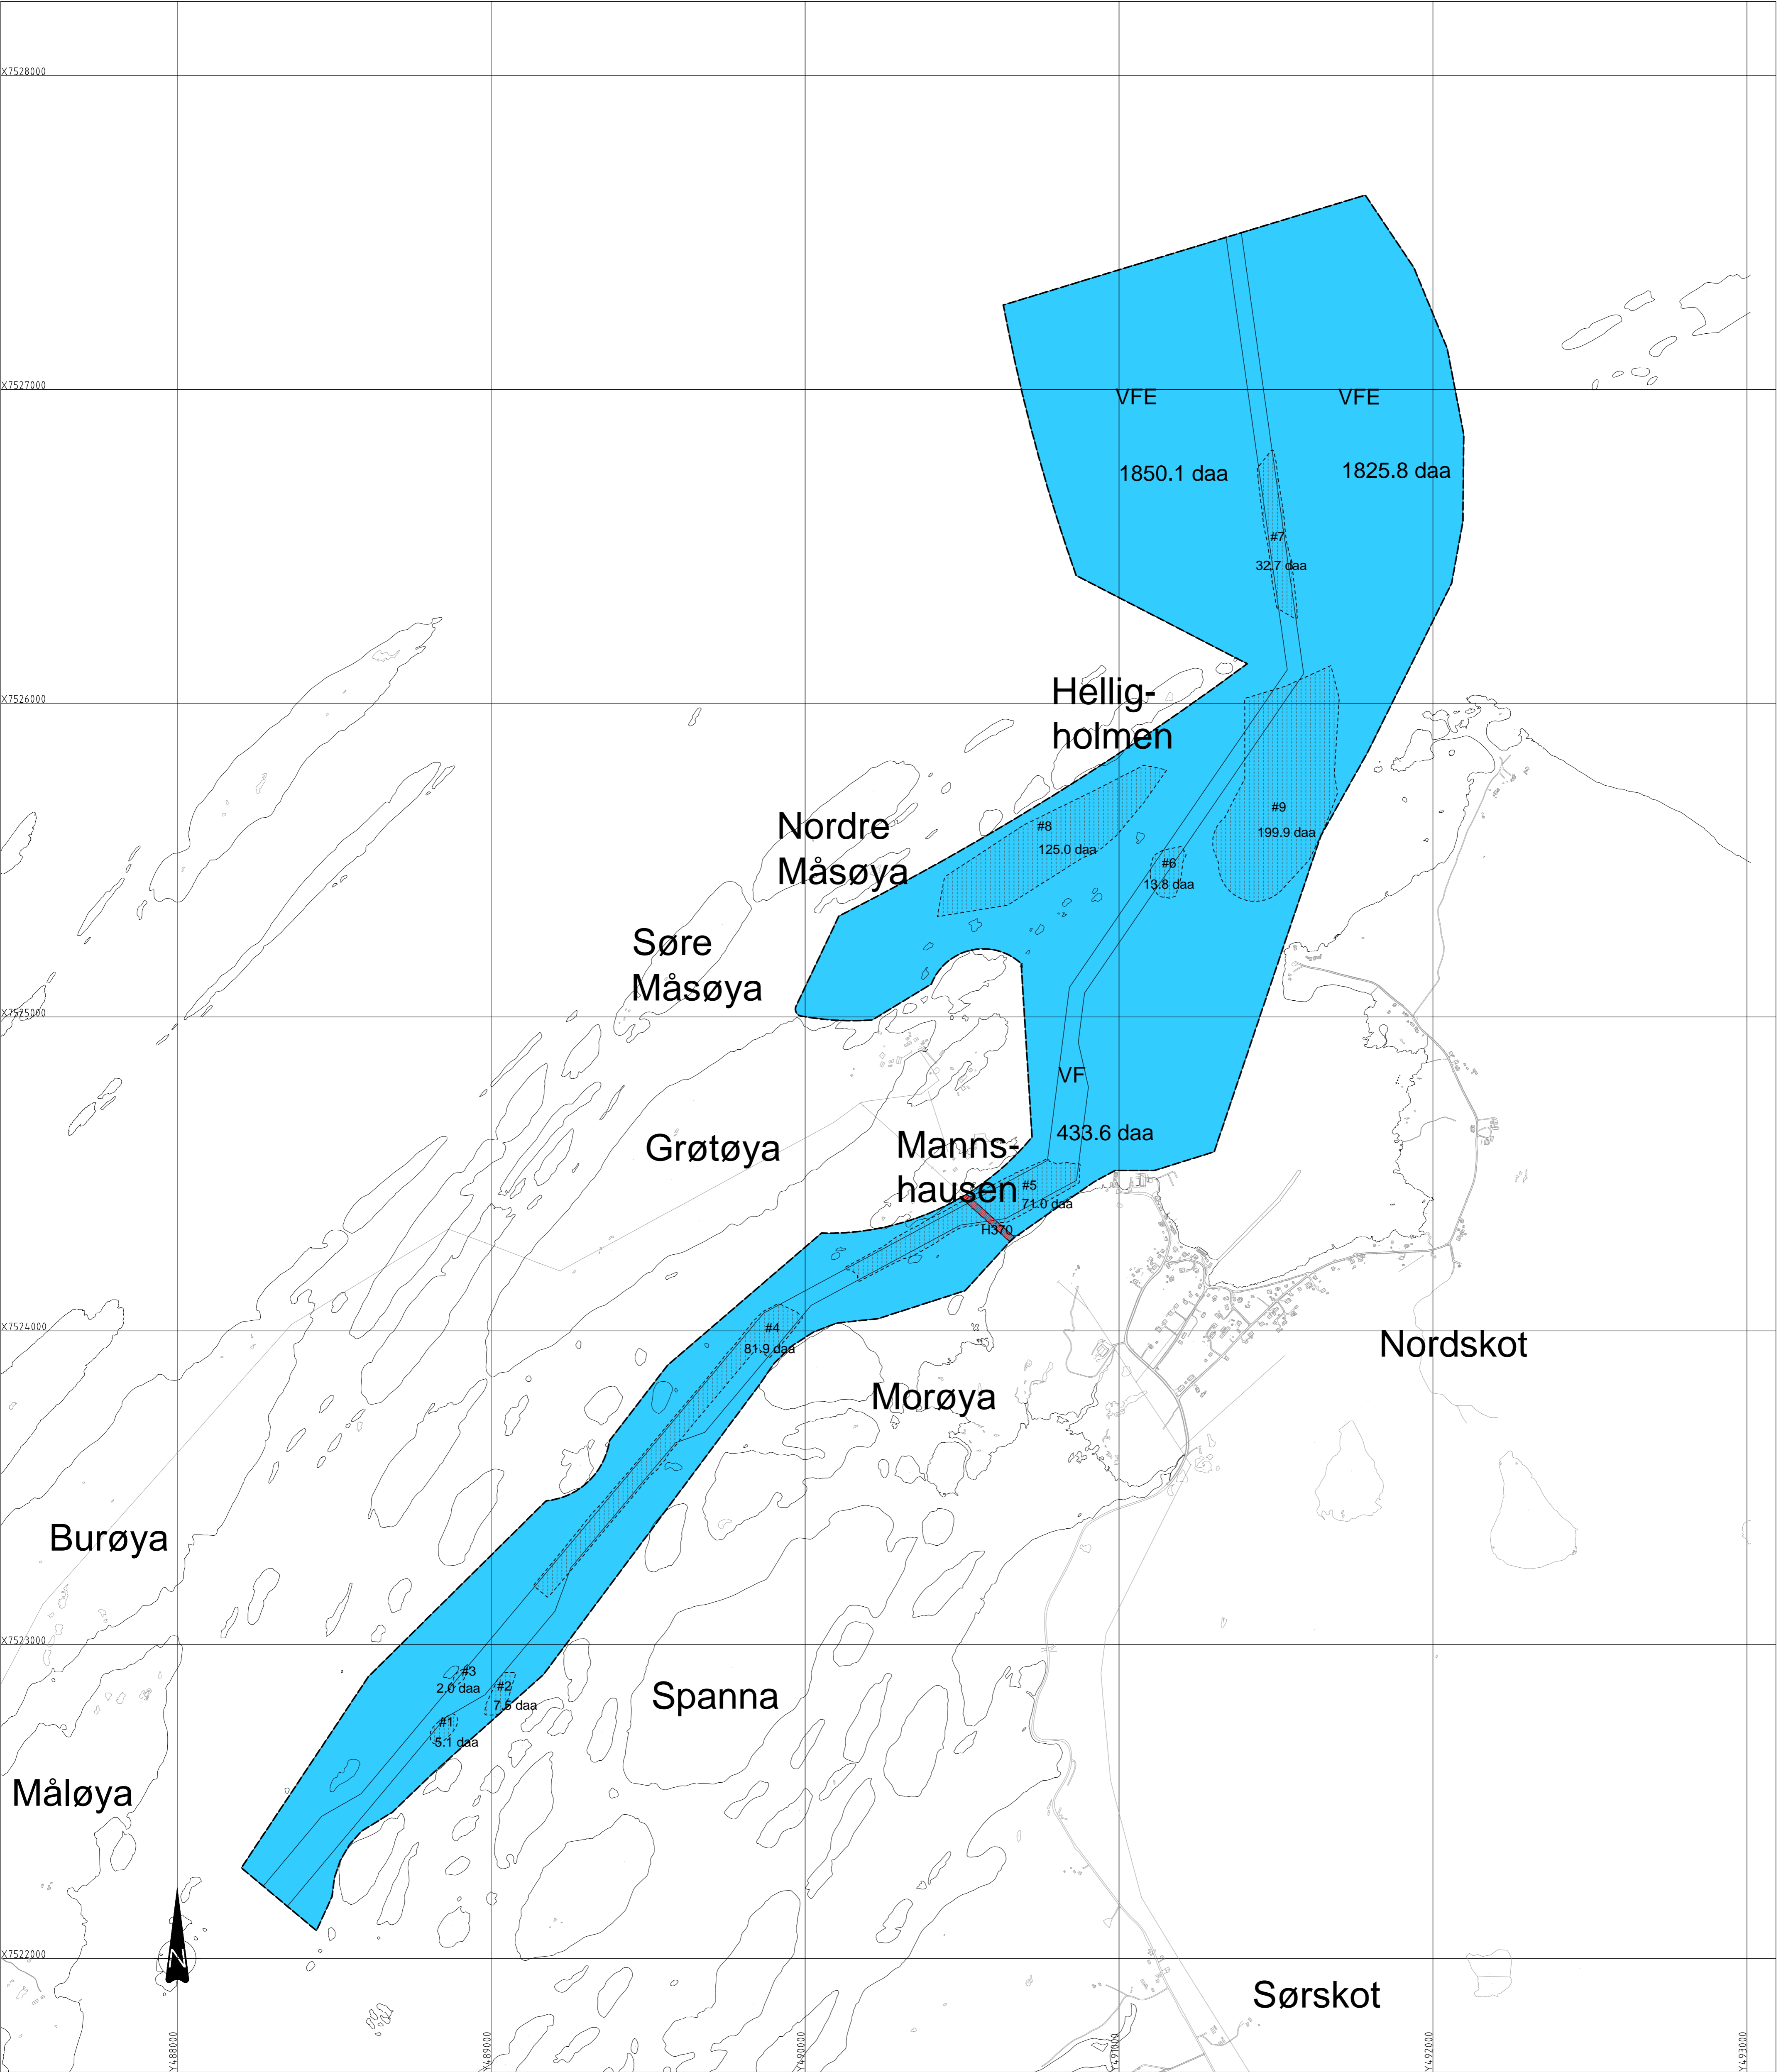 X7528000
X7527000
VFE
VFE
1850.1 daa
1825.8 daa
#7
32.7 daa
X7526000
Hellig-
holmen
Nordre
Måsøya
#8
125.0 daa
#9
199.9 daa
#6
13.8 daa
Søre
Måsøya
X7525000
VF
433.6 daa
Grøtøya
Manns-
hausen
#5
71.0 daa
H370
X7524000
#4
81.9 daa
Nordskot
Morøya
Burøya
X7523000
#3
2.0 daa
#2
7.5 daa
#1
5.1 daa
Spanna
Måløya
X7522000
N
Sørskot
Y488000
Y489000
Y490000
Y491000
Y492000
Y493000